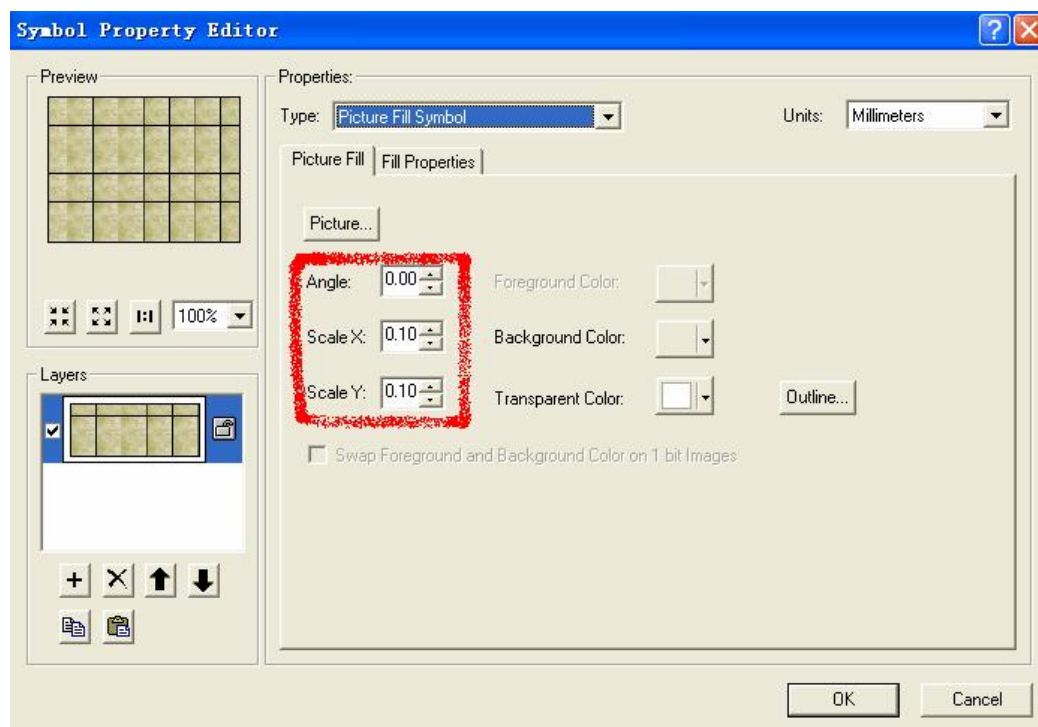 Symbol Property Editor
Preview
100%
Layers
Properties:
Type: Picture Fill Symbol
Units: Millimeters
Picture Fill
Fill Properties
Picture...
Angle: 0.00
Foreground Color:
Scale X: 0.10
Background Color:
Scale Y: 0.10
Transparent Color:
Outline...
Swap Foreground and Background Color on 1 bit Images
OK
Cancel